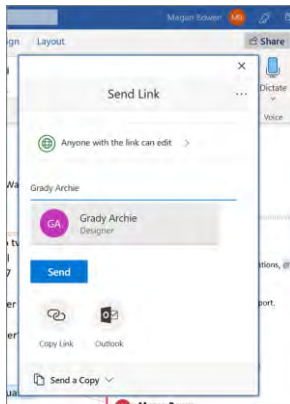 Megan Bowen MB
Layout
Share
Send Link
Dictate
Voice
Anyone with the link can edit
Grady Archie
GA Grady Archie
Designer
Send
Copy Link Outlook
Send a Copy